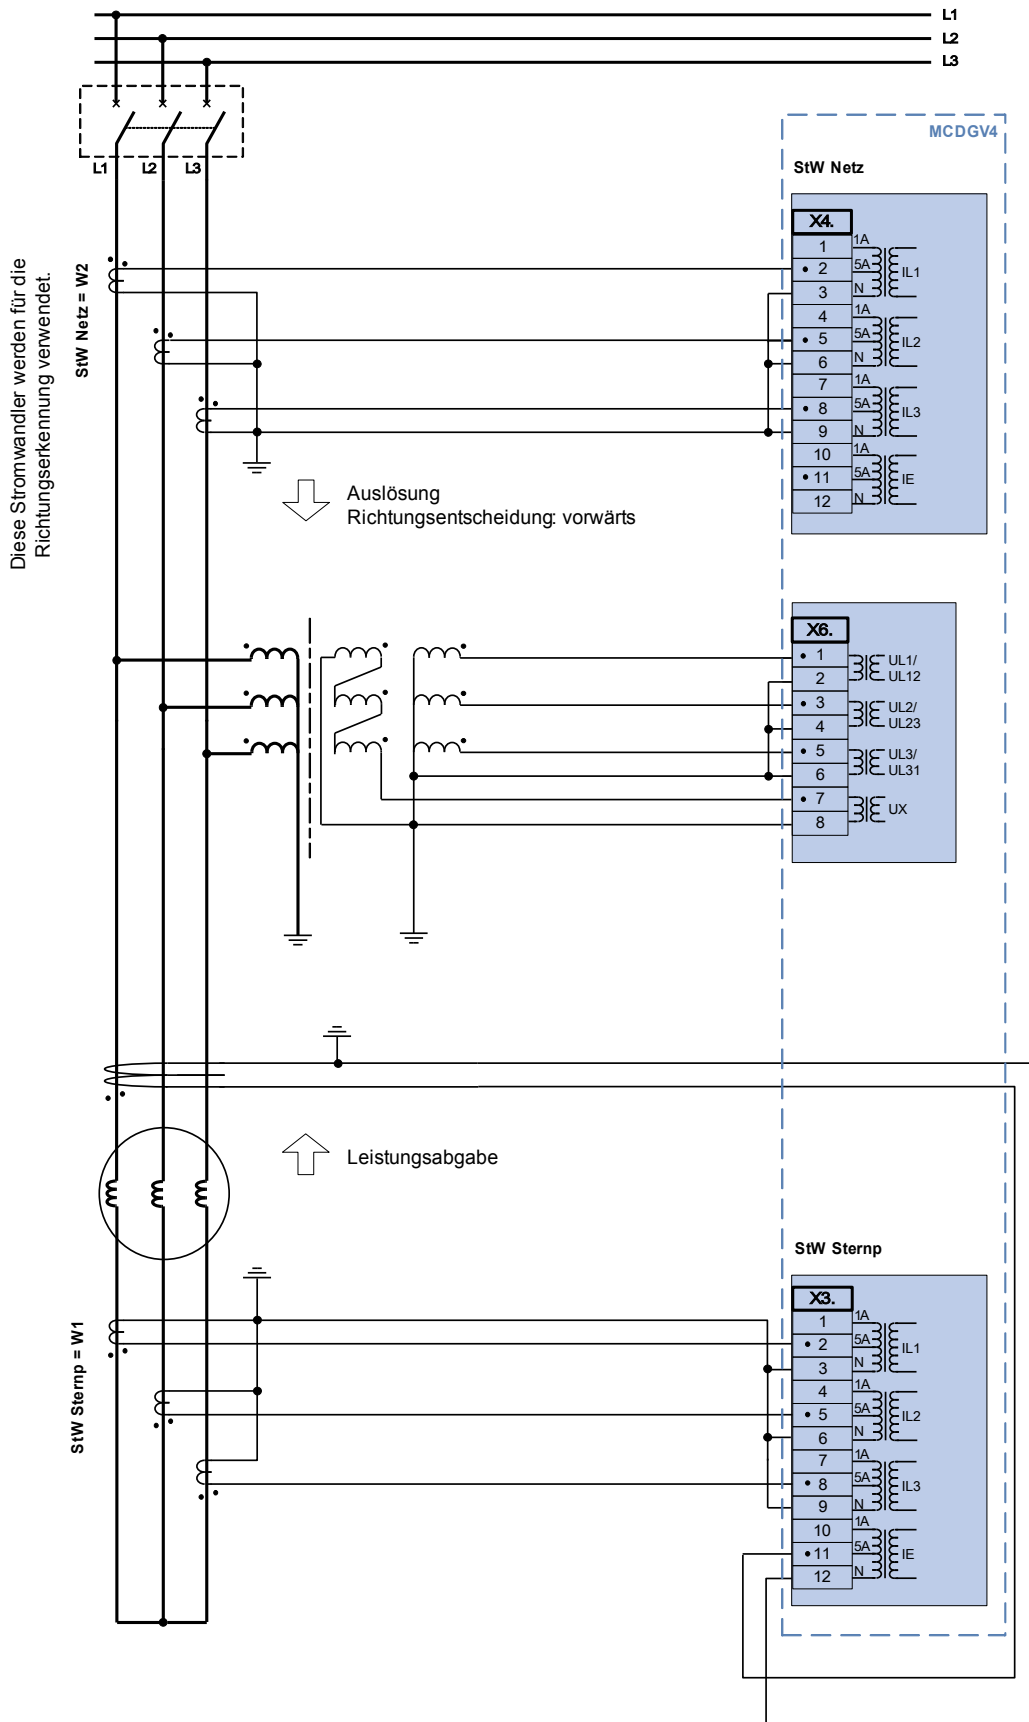 L1
L2
L3
L1 L2 L3
MCDGV4
StW Netz
Diese Stromwandler werden für die
Richtungserkennung verwendet.
StW Netz = W2
X4.
1 1A
2 5A IL1
3 N
4 1A
5 5A IL2
6 N
7 1A
8 5A IL3
9 N
10 1A
11 5A IE
12 N
Auslösung
Richtungsentscheidung: vorwärts
X6.
1 UL1/
2 UL12
3 UL2/
4 UL23
5 UL3/
6 UL31
7 UX
8
Leistungsabgabe
StW Sternp
StW Sternp = W1
X3.
1 1A
2 5A IL1
3 N
4 1A
5 5A IL2
6 N
7 1A
8 5A IL3
9 N
10 1A
11 5A IE
12 N